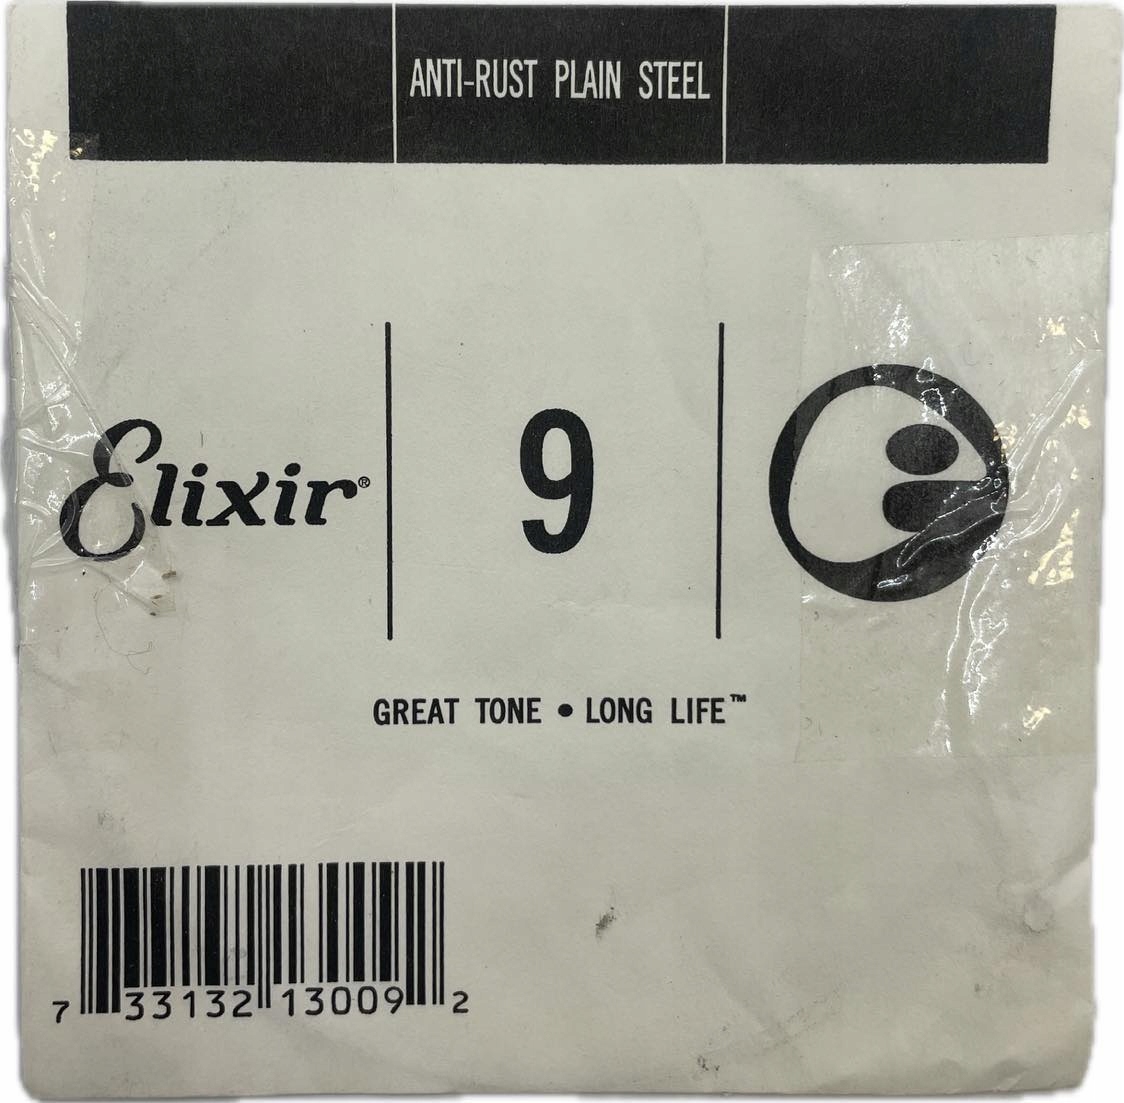 ANTI-RUST PLAIN STEEL
Elixir®
9
GREAT TONE • LONG LIFE™
7 33132 13009 2